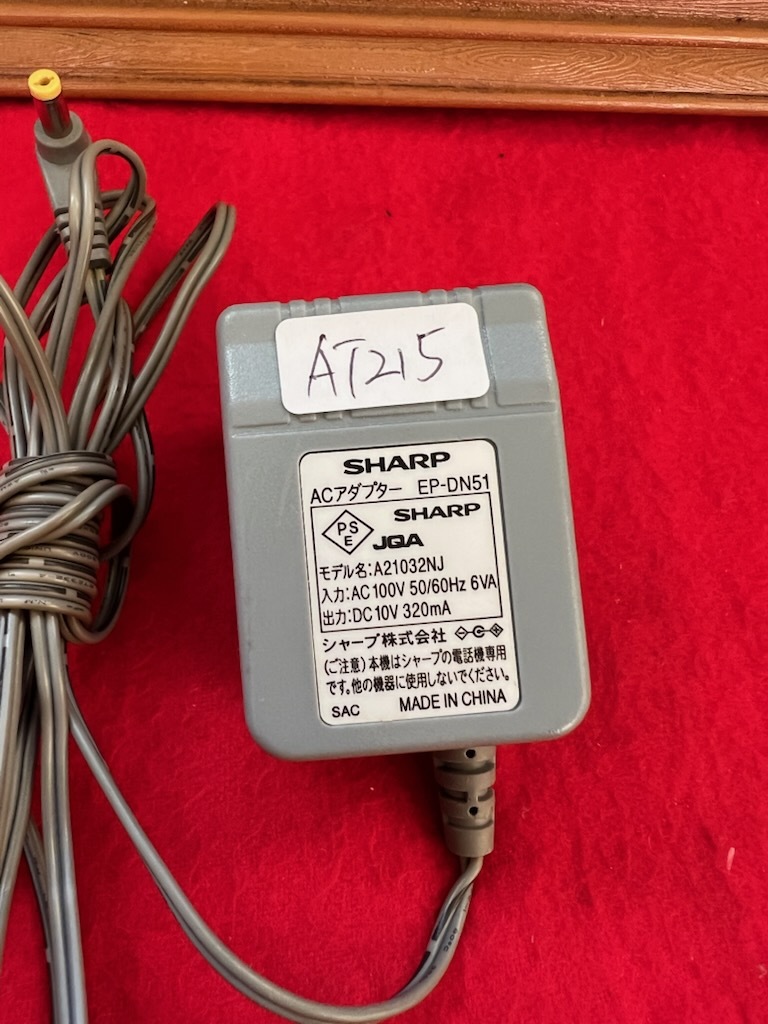 AT215
SHARP
ACアダプター EP-DN51
PS
E
SHARP
JQA
モデル名:A21032NJ
入力:AC100V 50/60Hz 6VA
出力:DC10V 320mA
シャープ株式会社
(ご注意)本機はシャープの電話機専用
です。他の機器に使用しないでください。
SAC MADE IN CHINA